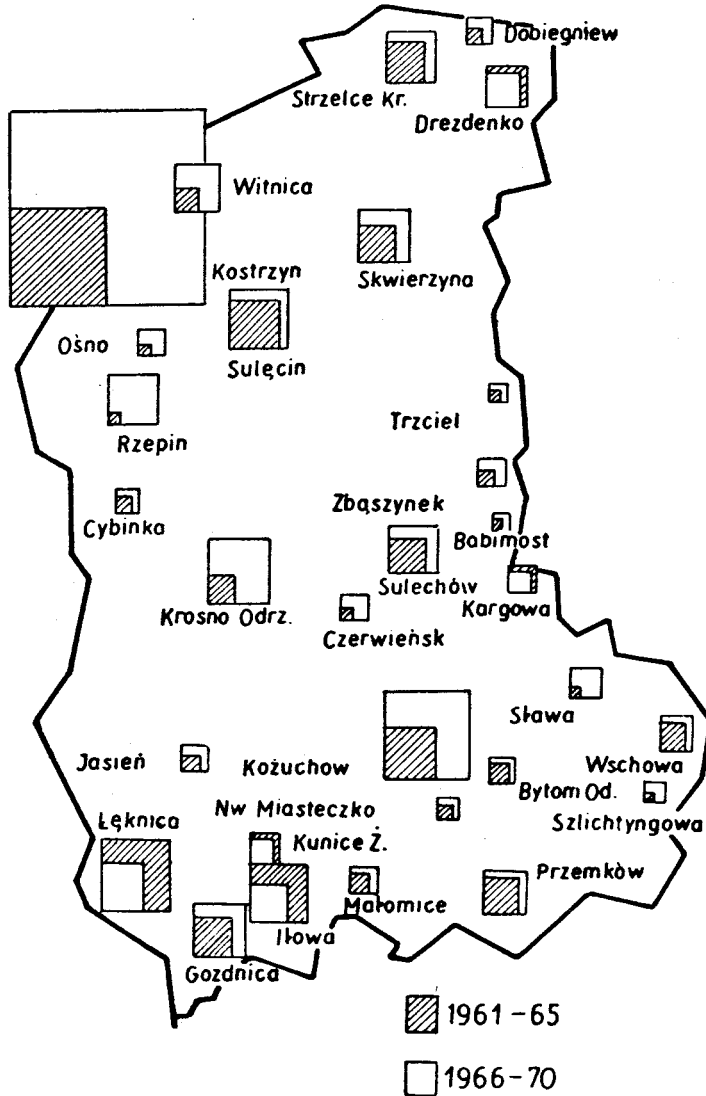 Dobiegniew
Strzelce Kr.
Drezdenko
Witnica
Kostrzyn
Skwierzyna
Ośno
Sulęcin
Rzepin
Trzciel
Cybinka
Zbąszynek
Babimost
Krosno Odrz.
Sulechów
Kargowa
Czerwieńsk
Sława
Jasień
Kożuchow
Wschowa
Bytom Od.
Szlichtyngowa
Łęknica
Nw Miasteczko
Kunice Ż.
Przemków
Małomice
Iłowa
Gozdnica
1961-65
1966-70